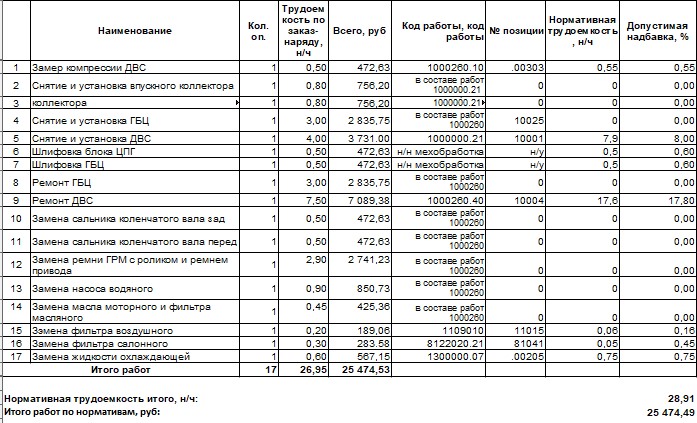 Наименование Кол. оп. Трудоем кость по заказ-наряду, н/ч Всего, руб Код работы, код работы № позиции Нормативная трудоемкость , н/ч Допустимая надбавка, %
1 Замер компрессии ДВС 1 0,50 472,63 1000260.10 .00303 0,55 0,55
2 Снятие и установка впускного коллектора 1 0,80 756,20 в составе работ 1000000.21 0 0 0,00
3 коллектора 1 0,80 756,20 1000000.21 0 0 0,00
4 Снятие и установка ГБЦ 1 3,00 2 835,75 в составе работ 1000260 10025 0 0,00
5 Снятие и установка ДВС 1 4,00 3 731.00 1000000.21 10001 7,9 8,00
6 Шлифовка блока ЦПГ 1 0,50 472,63 н/н мехобработка н/у 0,5 0,60
7 Шлифовка ГБЦ 1 0,50 472,63 н/н мехобработка н/у 0,5 0,60
8 Ремонт ГБЦ 1 3,00 2 835,75 в составе работ 1000260 0 0 0,00
9 Ремонт ДВС 1 7,50 7 089,38 1000260.40 10004 17,6 17,80
10 Замена сальника коленчатого вала зад 1 0,50 472,63 в составе работ 1000260 0 0 0,00
11 Замена сальника коленчатого вала перед 1 0,50 472,63 в составе работ 1000260 0 0 0,00
12 Замена ремни ГРМ с роликом и ремнем привода 1 2,90 2 741,23 в составе работ 1000260 0 0 0,00
13 Замена насоса водяного 1 0,90 850,73 в составе работ 1000260 0 0 0,00
14 Замена масла моторного и фильтра масляного 1 0,45 425,36 в составе работ 1000260 0 0 0,00
15 Замена фильтра воздушного 1 0,20 189,06 1109010 11015 0,06 0,16
16 Замена фильтра салонного 1 0,30 283.58 8122020.21 81041 0,05 0,45
17 Замена жидкости охлаждающей 1 0,60 567,15 1300000.07 .00205 0,75 0,75
Итого работ 17 26,95 25 474,53
Нормативная трудоемкость итого, н/ч: 28,91
Итого работ по нормативам, руб: 25 474,49